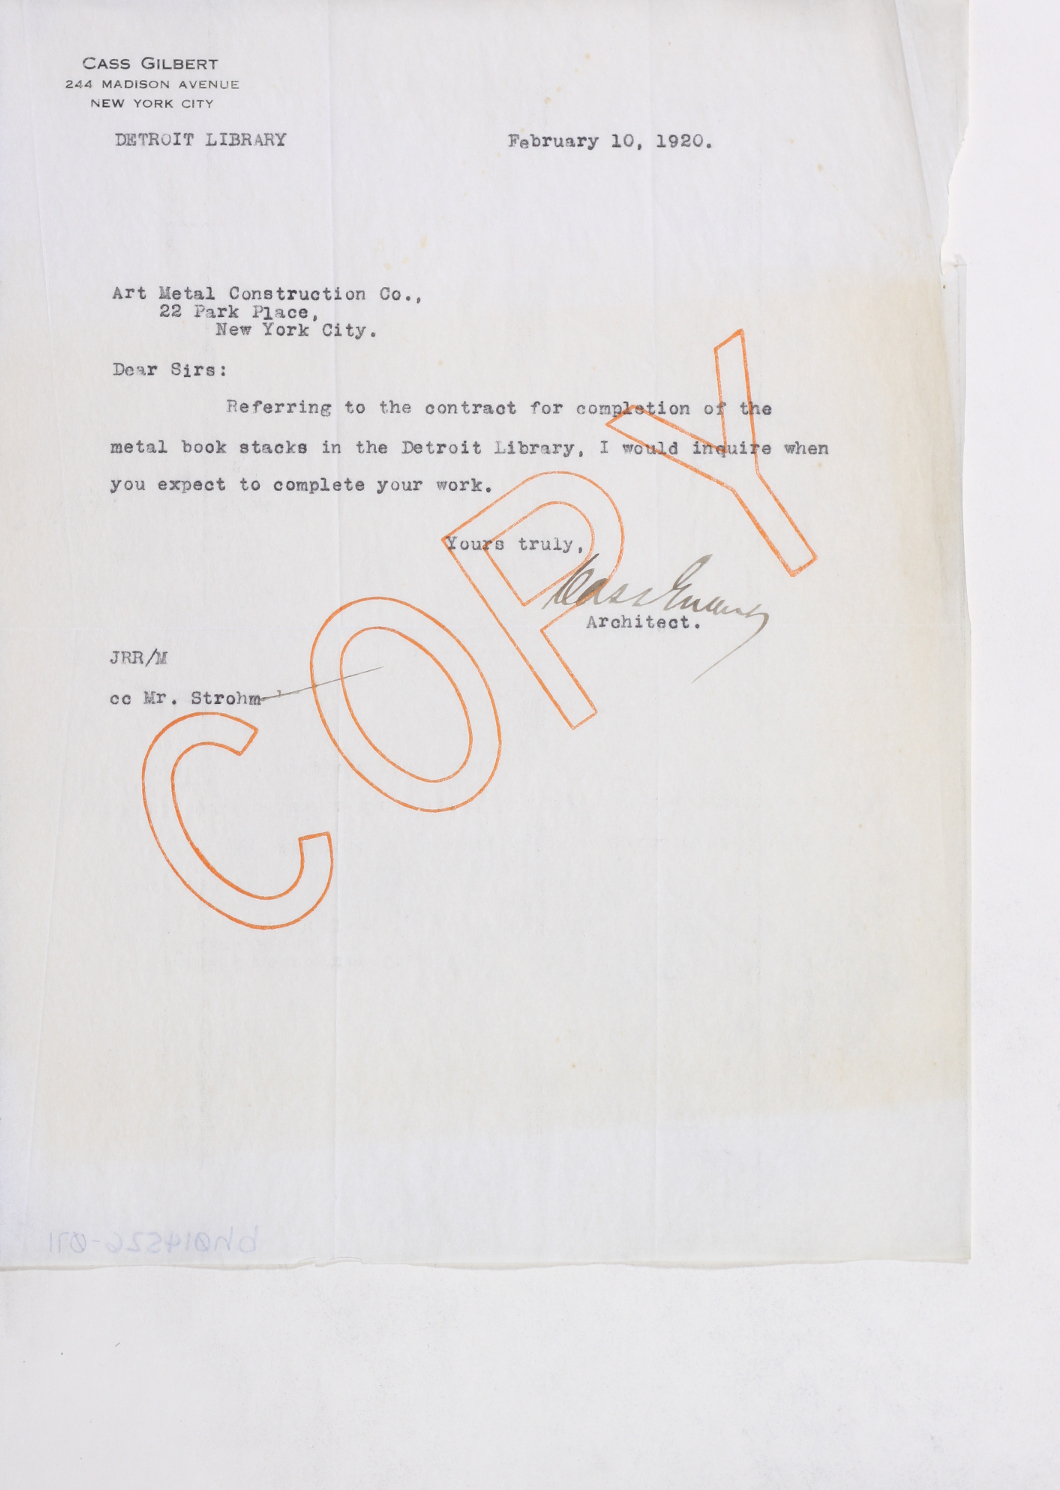 CASS GILBERT
244 MADISON AVENUE
NEW YORK CITY
DETROIT LIBRARY
February 10, 1920.
Art Metal Construction Co.,
22 Park Place,
New York City.
Dear Sirs:
Referring to the contract for completion of the
metal book stacks in the Detroit Library, I would inquire when
you expect to complete your work.
Yours truly,
Cass Gilbert
Architect.
JRR/M
cc Mr. Strohm
COPY
bh014526-071